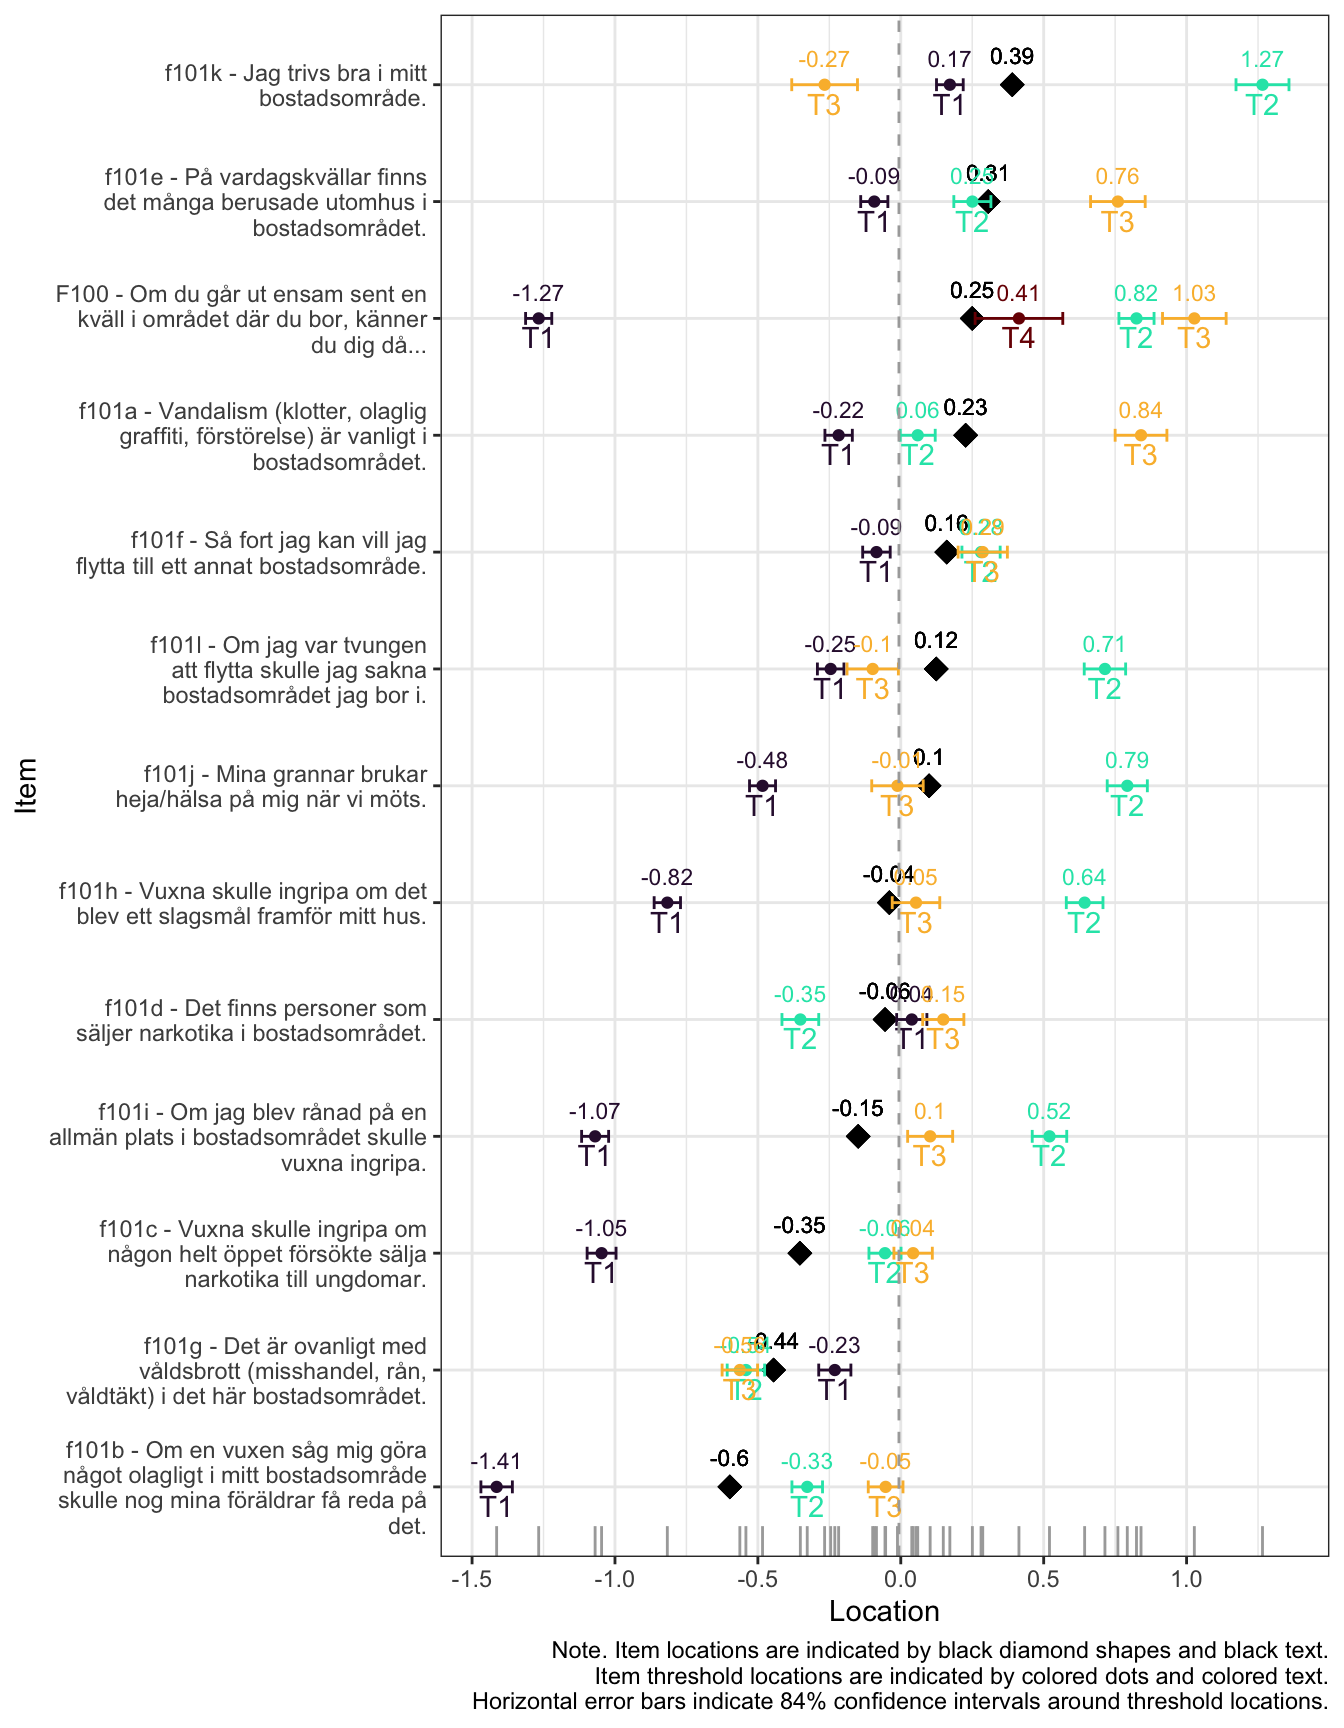 f101k - Jag trivs bra i mitt
bostadsområde.
-0.27 0.17 0.39 1.27
T3 T1 T2
f101e - På vardagskvällar finns
det många berusade utomhus i
bostadsområdet.
-0.09 0.25 0.31 0.76
T1 T2 T3
F100 - Om du går ut ensam sent en
kväll i området där du bor, känner
du dig då...
-1.27 0.25 0.41 0.82 1.03
T1 T4 T2 T3
f101a - Vandalism (klotter, olaglig
graffiti, förstörelse) är vanligt i
bostadsområdet.
-0.22 0.06 0.23 0.84
T1 T2 T3
f101f - Så fort jag kan vill jag
flytta till ett annat bostadsområde.
-0.09 0.16 0.28 0.29
T1 T2 T3
f101l - Om jag var tvungen
att flytta skulle jag sakna
bostadsområdet jag bor i.
-0.25 -0.1 0.12 0.71
T1 T3 T2
f101j - Mina grannar brukar
heja/hälsa på mig när vi möts.
-0.48 -0.01 0.1 0.79
T1 T3 T2
f101h - Vuxna skulle ingripa om det
blev ett slagsmål framför mitt hus.
-0.82 -0.04 0.05 0.64
T1 T3 T2
f101d - Det finns personer som
säljer narkotika i bostadsområdet.
-0.35 -0.06 0.04 0.15
T2 T1 T3
f101i - Om jag blev rånad på en
allmän plats i bostadsområdet skulle
vuxna ingripa.
-1.07 -0.15 0.1 0.52
T1 T3 T2
f101c - Vuxna skulle ingripa om
någon helt öppet försökte sälja
narkotika till ungdomar.
-1.05 -0.35 -0.06 0.04
T1 T2 T3
f101g - Det är ovanligt med
våldsbrott (misshandel, rån,
våldtäkt) i det här bostadsområdet.
-0.56 -0.54 -0.44 -0.23
T3 T2 T1
f101b - Om en vuxen såg mig göra
något olagligt i mitt bostadsområde
skulle nog mina föräldrar få reda på
det.
-1.41 -0.6 -0.33 -0.05
T1 T2 T3
Item
-1.5 -1.0 -0.5 0.0 0.5 1.0
Location
Note. Item locations are indicated by black diamond shapes and black text.
Item threshold locations are indicated by colored dots and colored text.
Horizontal error bars indicate 84% confidence intervals around threshold locations.